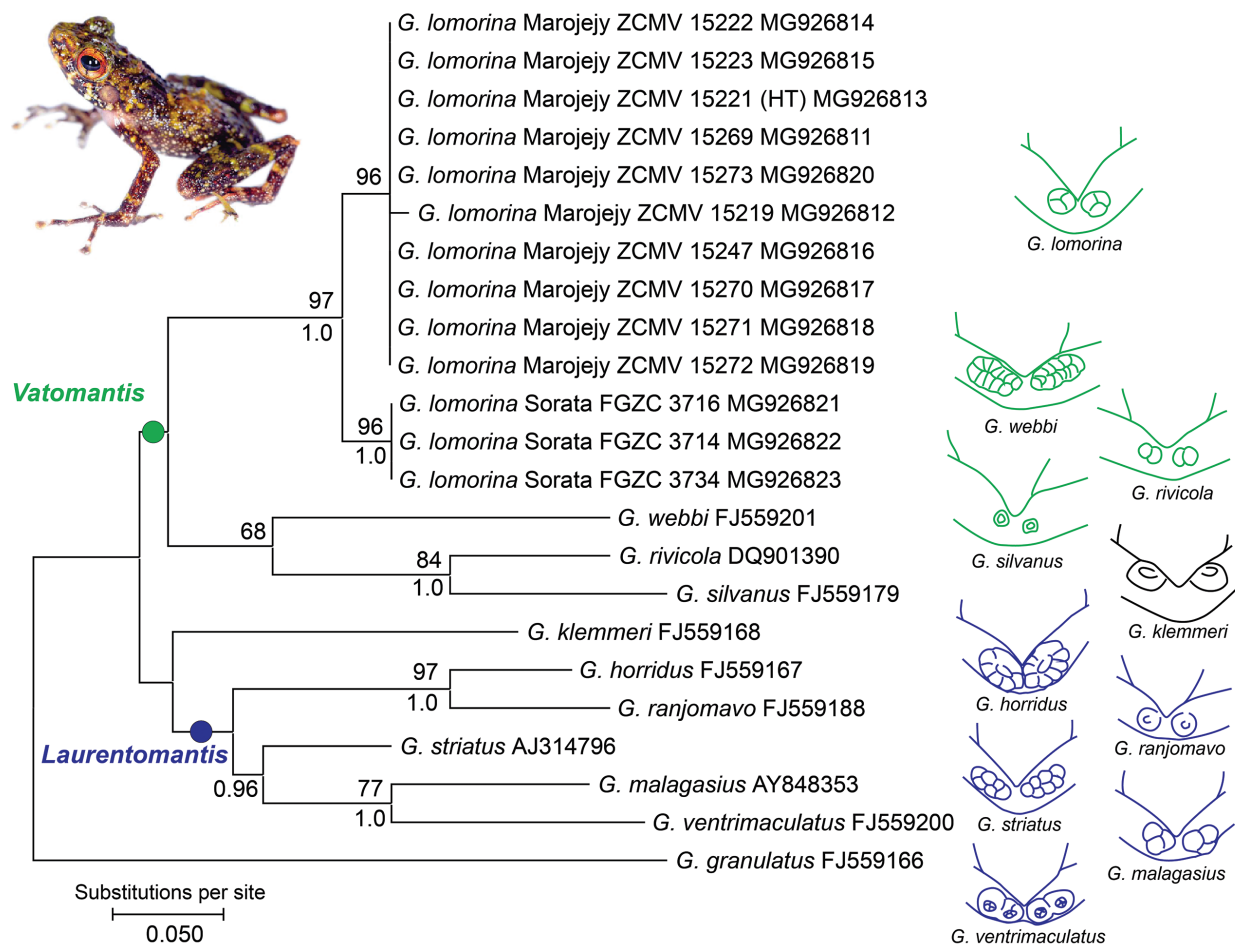 G. lomorina Marojejy ZCMV 15222 MG926814
G. lomorina Marojejy ZCMV 15223 MG926815
G. lomorina Marojejy ZCMV 15221 (HT) MG926813
G. lomorina Marojejy ZCMV 15269 MG926811
G. lomorina Marojejy ZCMV 15273 MG926820
G. lomorina Marojejy ZCMV 15219 MG926812
G. lomorina Marojejy ZCMV 15247 MG926816
G. lomorina Marojejy ZCMV 15270 MG926817
G. lomorina Marojejy ZCMV 15271 MG926818
G. lomorina Marojejy ZCMV 15272 MG926819
G. lomorina Sorata FGZC 3716 MG926821
G. lomorina Sorata FGZC 3714 MG926822
G. lomorina Sorata FGZC 3734 MG926823
G. webbi FJ559201
G. rivicola DQ901390
G. silvanus FJ559179
G. klemmeri FJ559168
G. horridus FJ559167
G. ranjomavo FJ559188
G. striatus AJ314796
G. malagasius AY848353
G. ventrimaculatus FJ559200
G. granulatus FJ559166
96
97
1.0
96
1.0
68
84
1.0
97
1.0
0.96
77
1.0
Vatomantis
Laurentomantis
Substitutions per site
0.050
G. lomorina
G. webbi
G. rivicola
G. silvanus
G. klemmeri
G. horridus
G. ranjomavo
G. striatus
G. malagasius
G. ventrimaculatus